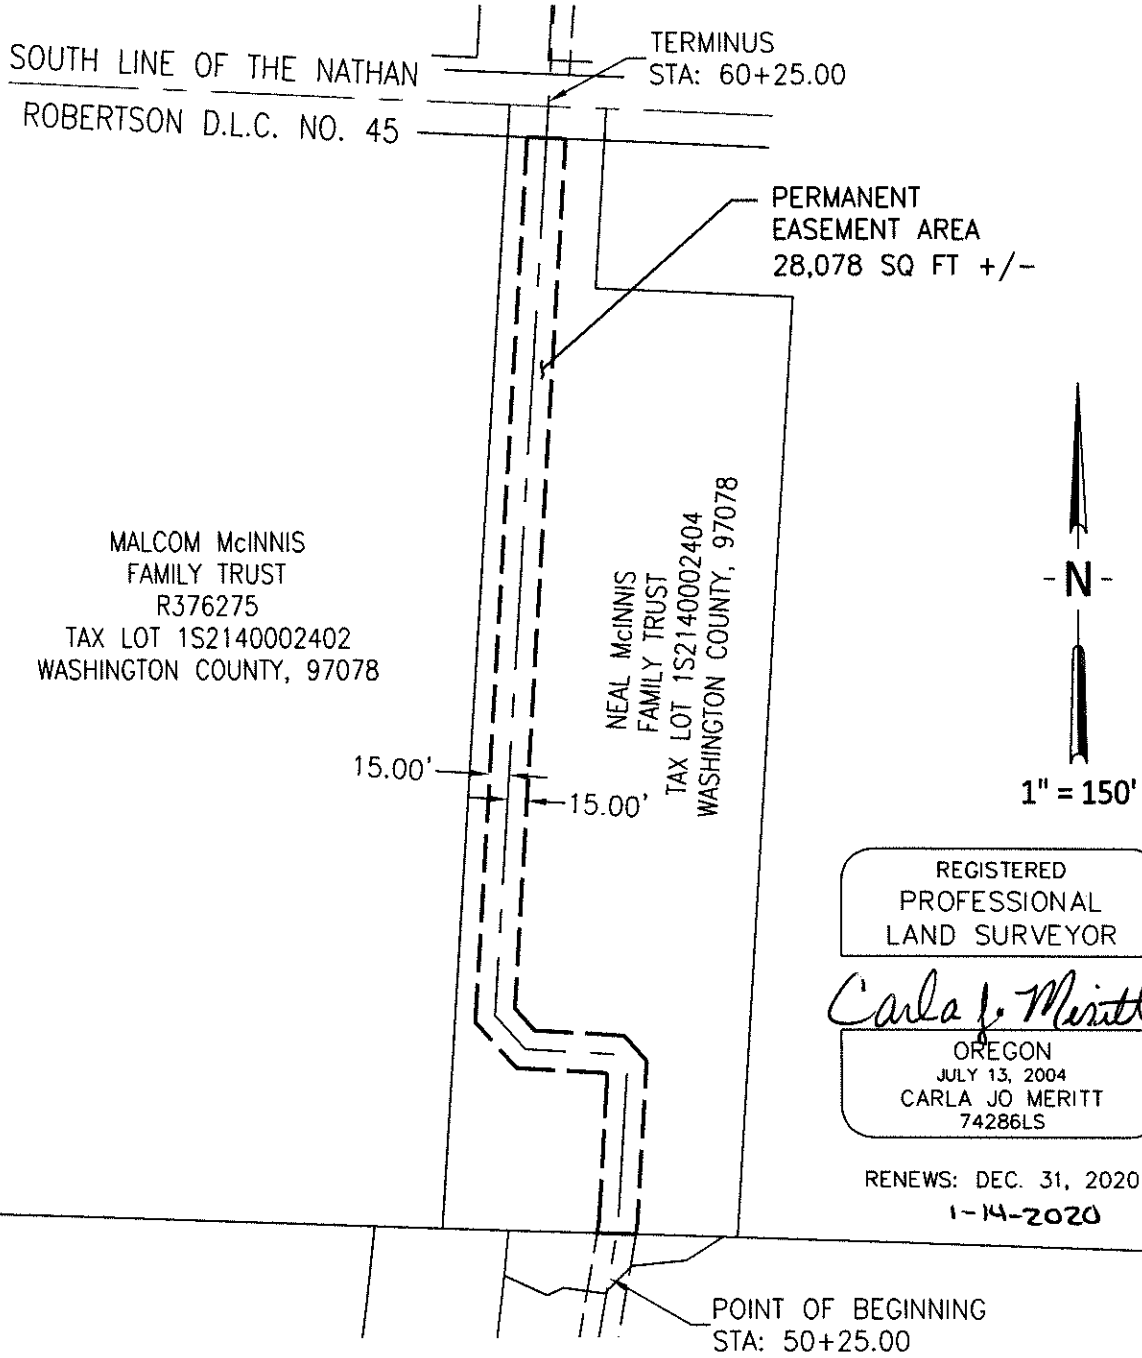 TERMINUS
STA: 60+25.00
SOUTH LINE OF THE NATHAN
ROBERTSON D.L.C. NO. 45
PERMANENT
EASEMENT AREA
28,078 SQ FT +/-
MALCOM McINNIS
FAMILY TRUST
R376275
TAX LOT 1S2140002402
WASHINGTON COUNTY, 97078
NEAL McINNIS
FAMILY TRUST
TAX LOT 1S2140002404
WASHINGTON COUNTY, 97078
- N -
1" = 150'
15.00'
15.00'
REGISTERED
PROFESSIONAL
LAND SURVEYOR
Carla J. Meritt
OREGON
JULY 13, 2004
CARLA JO MERITT
74286LS
RENEWS: DEC. 31, 2020
1-14-2020
POINT OF BEGINNING
STA: 50+25.00